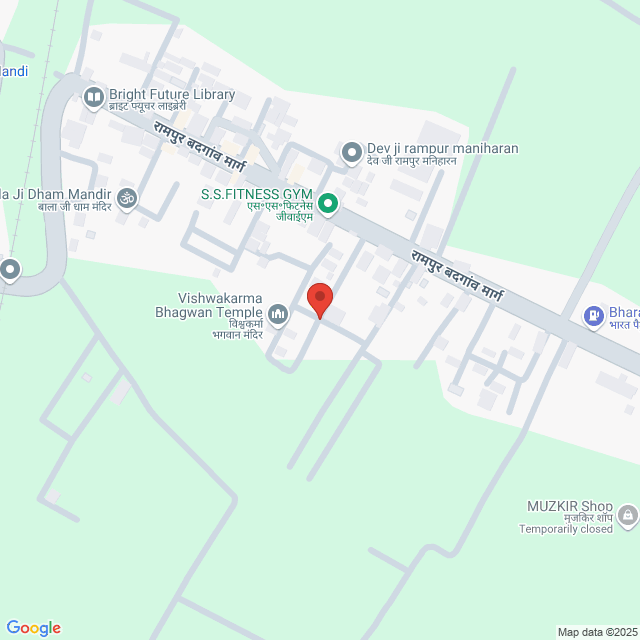 Mandi
Bright Future Library
ब्राइट फ्यूचर लाइब्रेरी
रामपुर बदगांव मार्ग
Dev ji rampur maniharan
देव जी रामपुर मनिहारन
la Ji Dham Mandir
बाला जी धाम मंदिर
S.S.FITNESS GYM
एस॰एस॰फिटनेस
जीवाईएम
रामपुर बदगांव मार्ग
Vishwakarma
Bhagwan Temple
विश्वकर्मा
भगवान मंदिर
Bhara
भारत पै
MUZKIR Shop
मुजकिर शॉप
Temporarily closed
Google
Map data ©2025